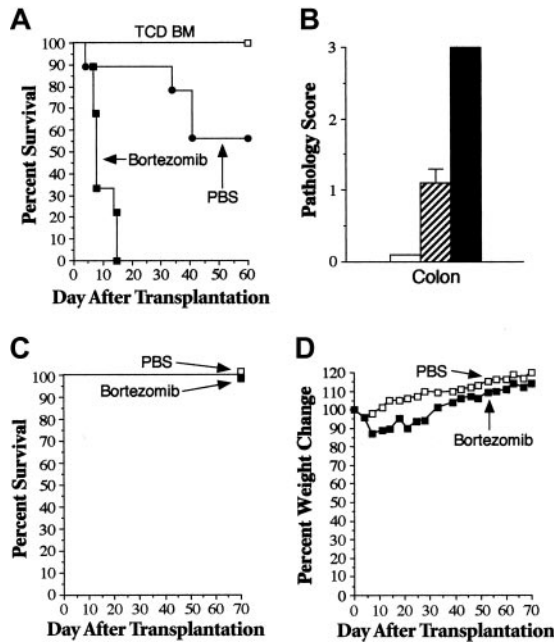 A
TCD BM
Percent Survival
100
90
80
70
60
50
40
30
20
10
0
Bortezomib
PBS
0 10 20 30 40 50 60
Day After Transplantation
B
Pathology Score
3
2
1
0
Colon
C
Percent Survival
PBS
100
Bortezomib
90
80
70
60
50
40
30
20
10
0
0 10 20 30 40 50 60 70
Day After Transplantation
D
Percent Weight Change
120
PBS
110
100
90
Bortezomib
80
70
60
50
40
30
20
10
0
0 10 20 30 40 50 60 70
Day After Transplantation